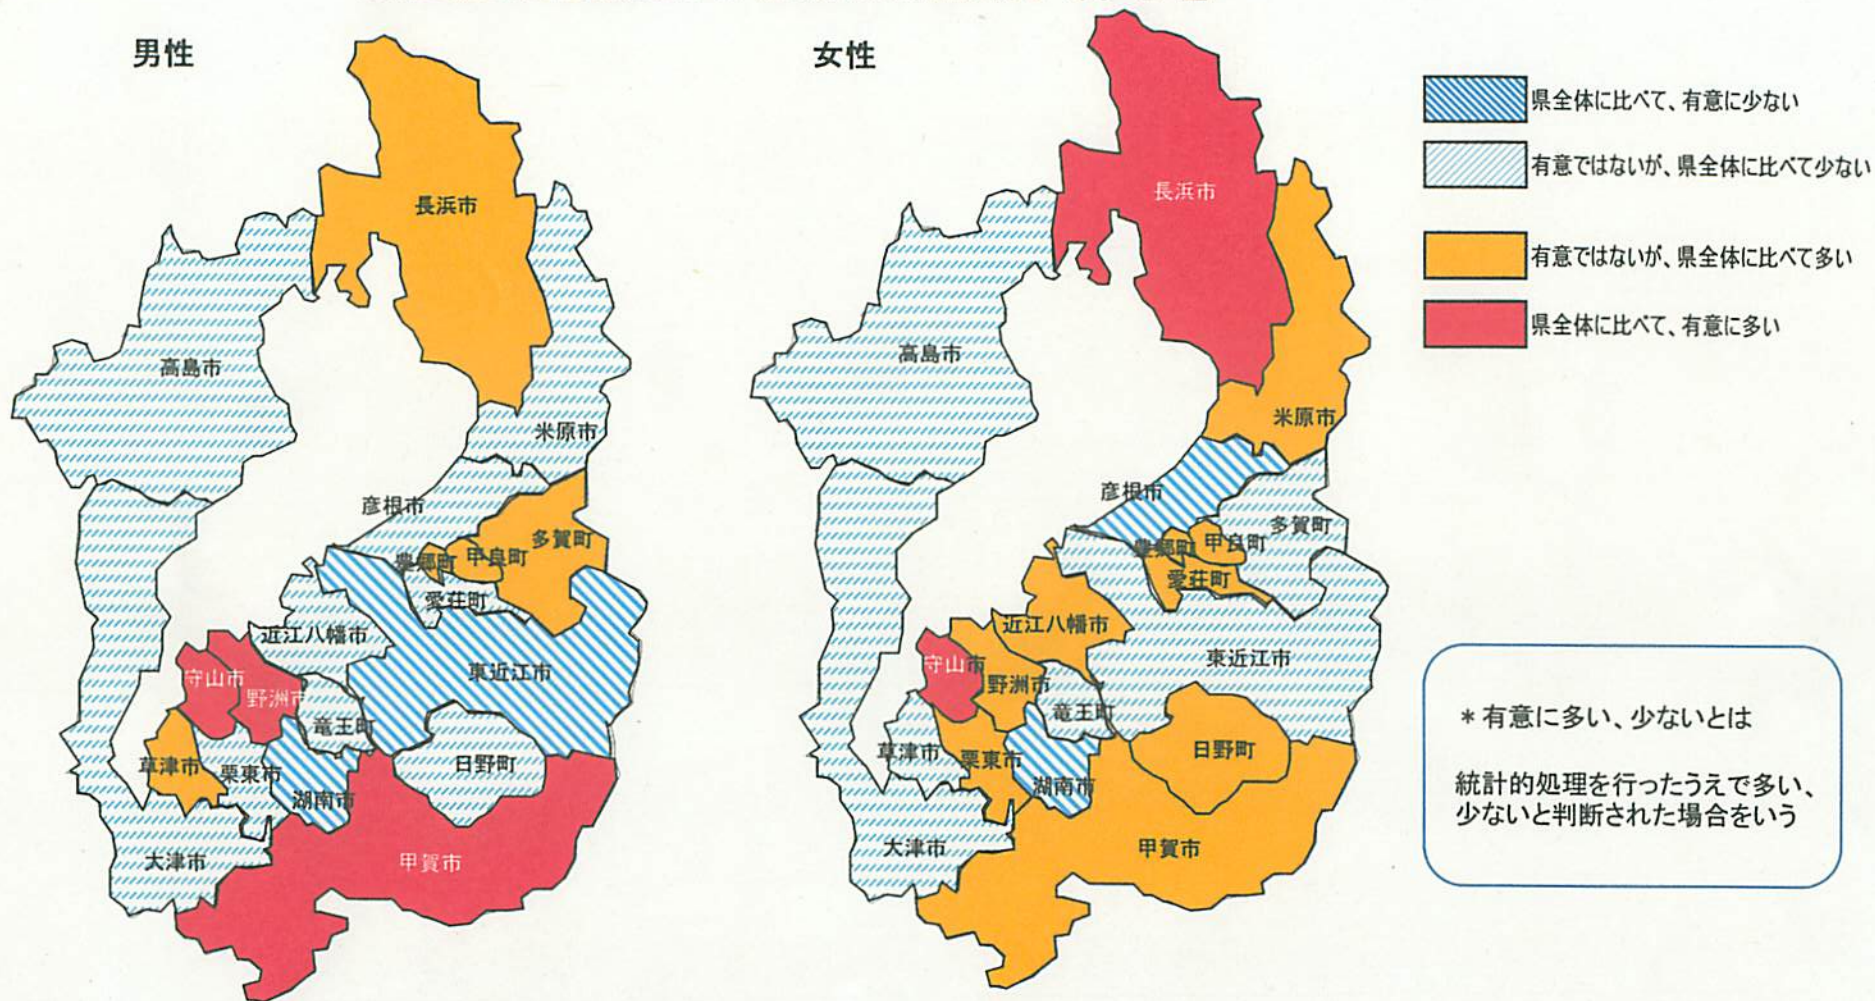 男性
長浜市
高島市
米原市
彦根市
多賀町
甲良町
豊郷町
愛荘町
近江八幡市
東近江市
守山市
野洲市
竜王町
草津市
栗東市
湖南市
日野町
大津市
甲賀市
女性
長浜市
高島市
米原市
彦根市
多賀町
甲良町
豊郷町
愛荘町
近江八幡市
東近江市
守山市
野洲市
竜王町
草津市
栗東市
湖南市
日野町
大津市
甲賀市
県全体に比べて、有意に少ない
有意ではないが、県全体に比べて少ない
有意ではないが、県全体に比べて多い
県全体に比べて、有意に多い
*有意に多い、少ないとは
統計的処理を行ったうえで多い、
少ないと判断された場合をいう